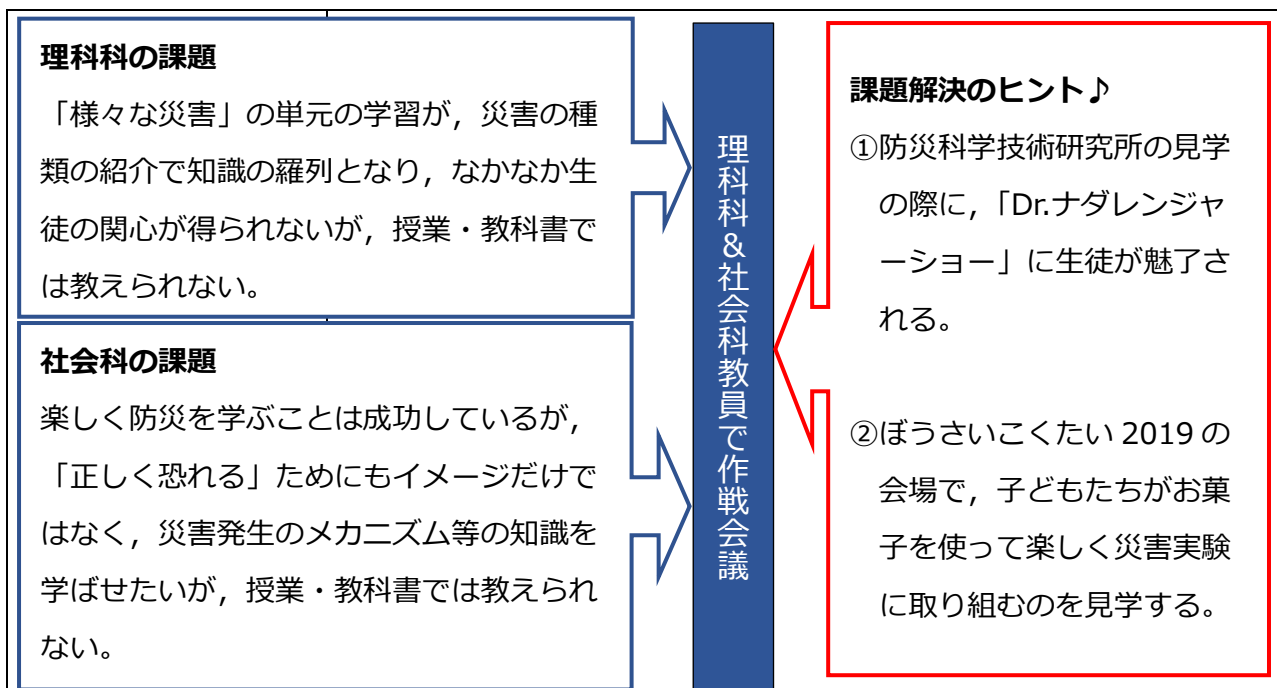 理科科の課題
「様々な災害」の単元の学習が，災害の種
類の紹介で知識の羅列となり，なかなか生
徒の関心が得られないが，授業・教科書で
は教えられない。
社会科の課題
楽しく防災を学ぶことは成功しているが，
「正しく恐れる」ためにもイメージだけで
はなく，災害発生のメカニズム等の知識を
学ばせたいが，授業・教科書では教えられ
ない。
理科科＆社会科教員で作戦会議
課題解決のヒント♪
①防災科学技術研究所の見学
の際に，「Dr.ナダレンジャ
ーショー」に生徒が魅了さ
れる。
②ぼうさいこくたい 2019 の
会場で，子どもたちがお菓
子を使って楽しく災害実験
に取り組むのを見学する。